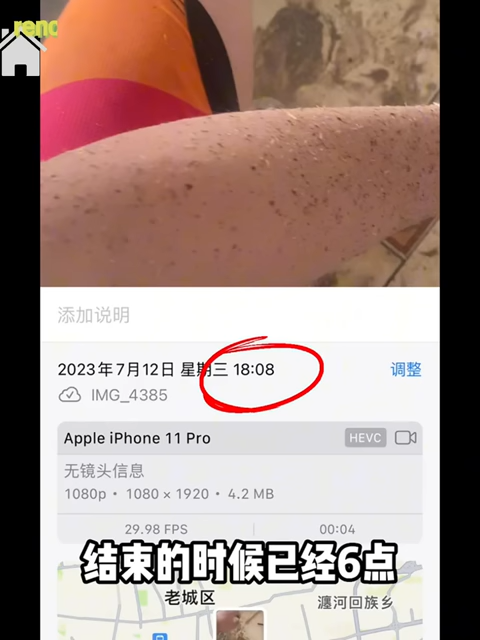 reno
添加说明
2023年7月12日 星期三 18:08
调整
IMG_4385
Apple iPhone 11 Pro
HEVC
无镜头信息
1080p • 1080 × 1920 • 4.2 MB
29.98 FPS
00:04
结束的时候已经6点
老城区
瀍河回族乡